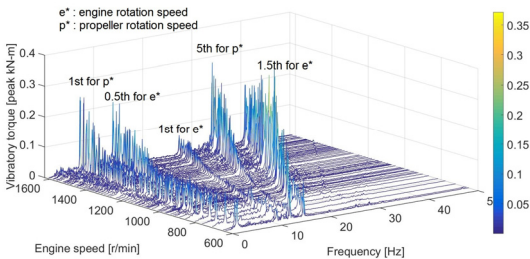 e* : engine rotation speed
p* : propeller rotation speed
Vibratory torque [peak kN-m]
0.4
0.3
0.2
0.1
0
1st for p*
0.5th for e*
1st for e*
5th for p*
1.5th for e*
1600
1400
1200
1000
800
600
Engine speed [r/min]
0
10
20
30
40
5
Frequency [Hz]
0.35
0.3
0.25
0.2
0.15
0.1
0.05